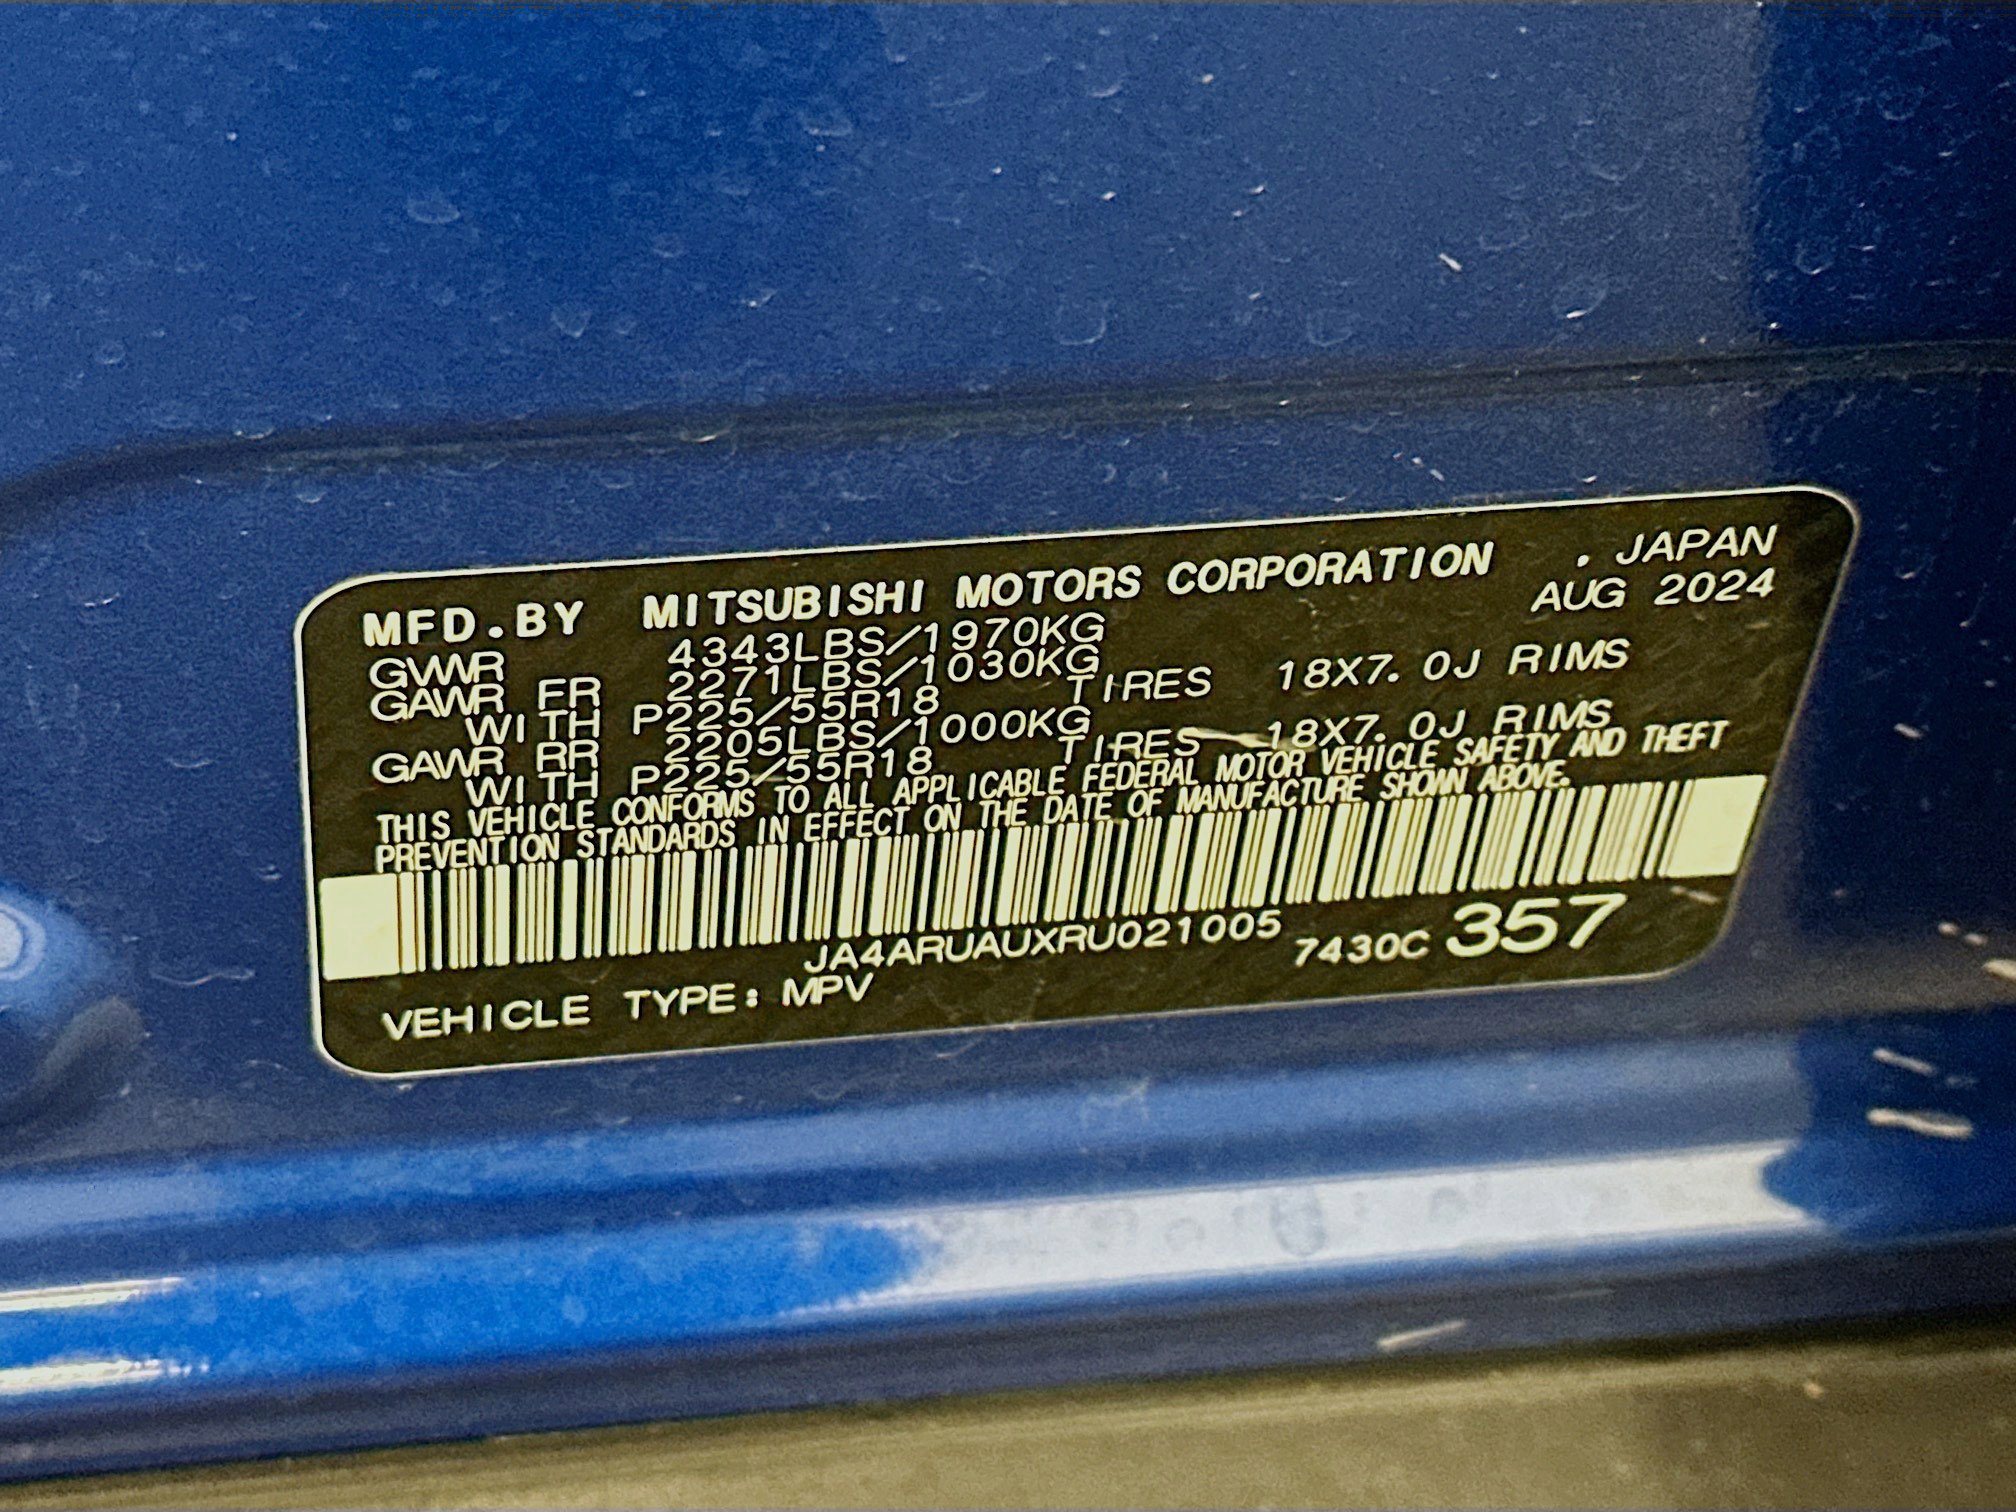 MFD.BY MITSUBISHI MOTORS CORPORATION . JAPAN
GVWR 4343LBS/1970KG AUG 2024
GAWR FR 2271LBS/1030KG
WITH P225/55R18 TIRES 18X7.0J RIMS
GAWR RR 2205LBS/1000KG
WITH P225/55R18 TIRES 18X7.0J RIMS
THIS VEHICLE CONFORMS TO ALL APPLICABLE FEDERAL MOTOR VEHICLE SAFETY AND THEFT
PREVENTION STANDARDS IN EFFECT ON THE DATE OF MANUFACTURE SHOWN ABOVE.
JA4ARUAUXRU021005 7430C 357
VEHICLE TYPE: MPV